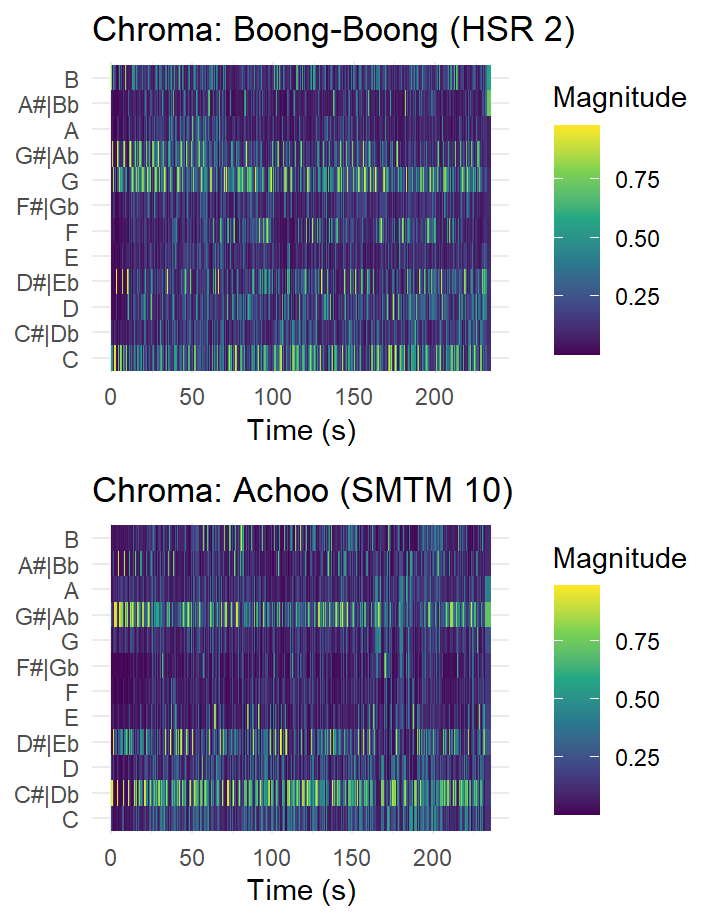 Chroma: Boong-Boong (HSR 2)
B
A#|Bb
A
G#|Ab
G
F#|Gb
F
E
D#|Eb
D
C#|Db
C
0 50 100 150 200
Time (s)
Magnitude
0.75
0.50
0.25
Chroma: Achoo (SMTM 10)
B
A#|Bb
A
G#|Ab
G
F#|Gb
F
E
D#|Eb
D
C#|Db
C
0 50 100 150 200
Time (s)
Magnitude
0.75
0.50
0.25